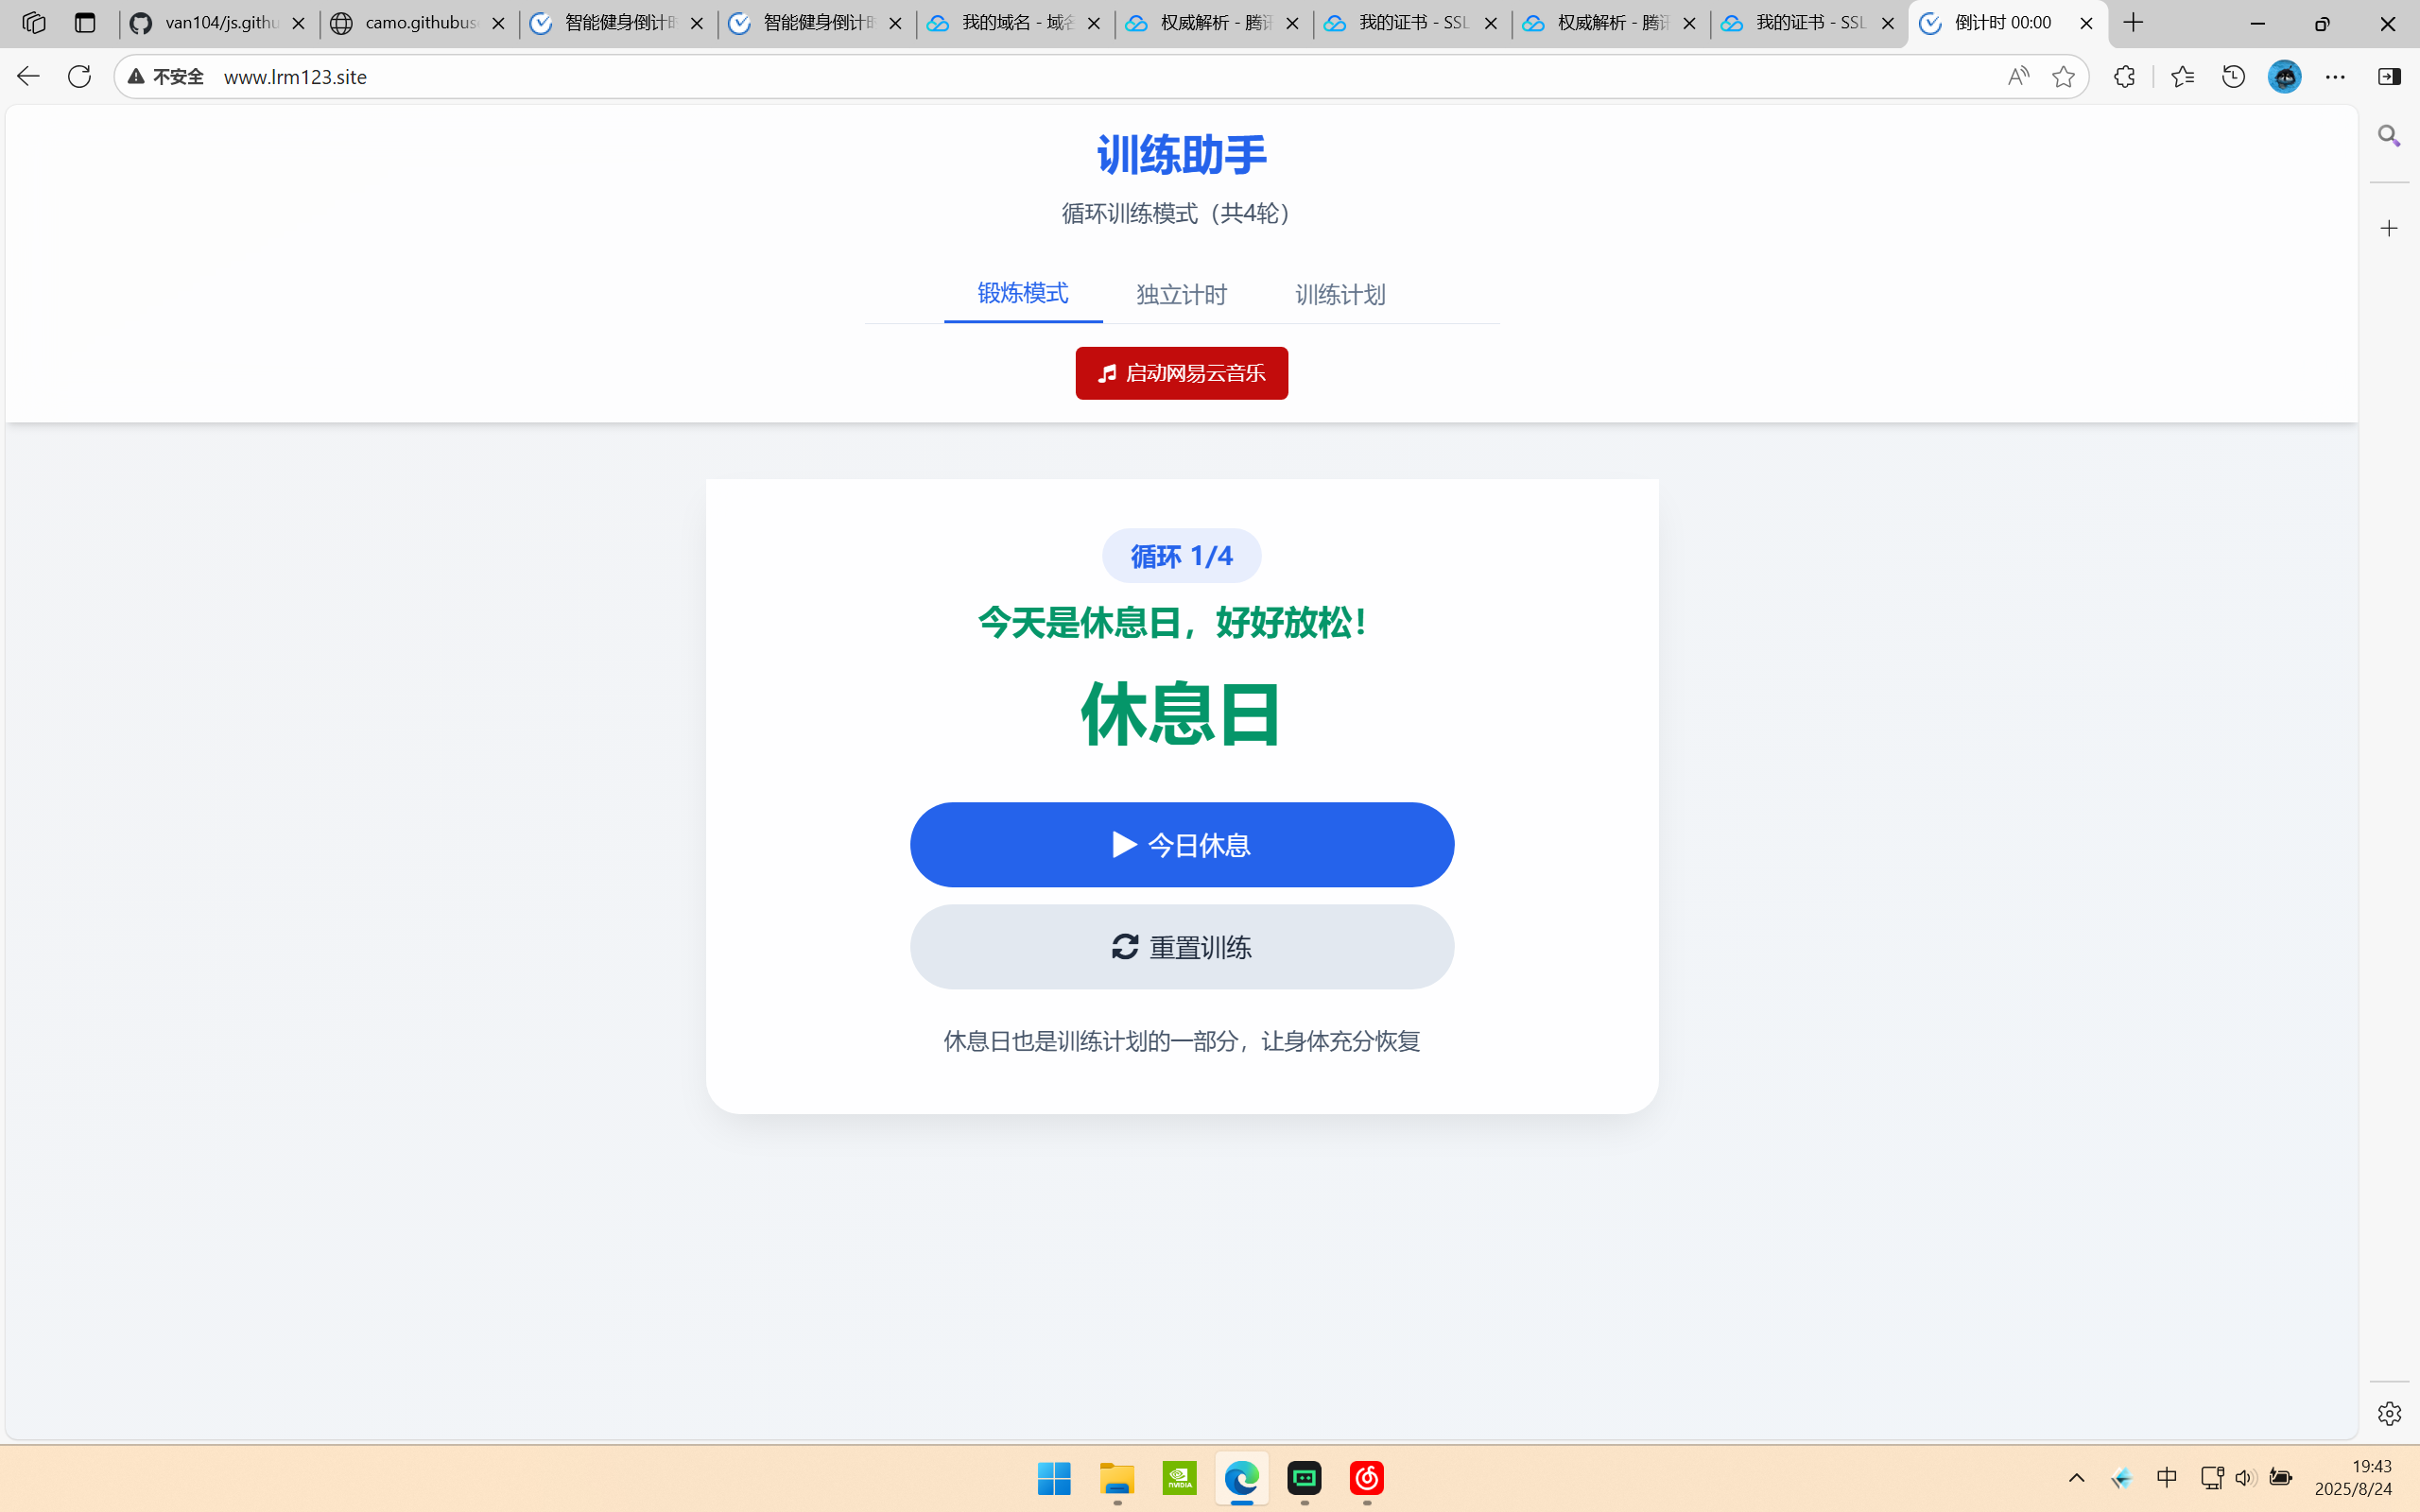 van104/js.githu
camo.githubus
智能健身倒计时
智能健身倒计时
我的域名 - 域名
权威解析 - 腾讯
我的证书 - SSL
权威解析 - 腾讯
我的证书 - SSL
倒计时 00:00
不安全 www.lrm123.site
训练助手
循环训练模式（共4轮）
锻炼模式 独立计时 训练计划
启动网易云音乐
循环 1/4
今天是休息日，好好放松！
休息日
今日休息
重置训练
休息日也是训练计划的一部分，让身体充分恢复
NVIDIA
中
19:43
2025/8/24